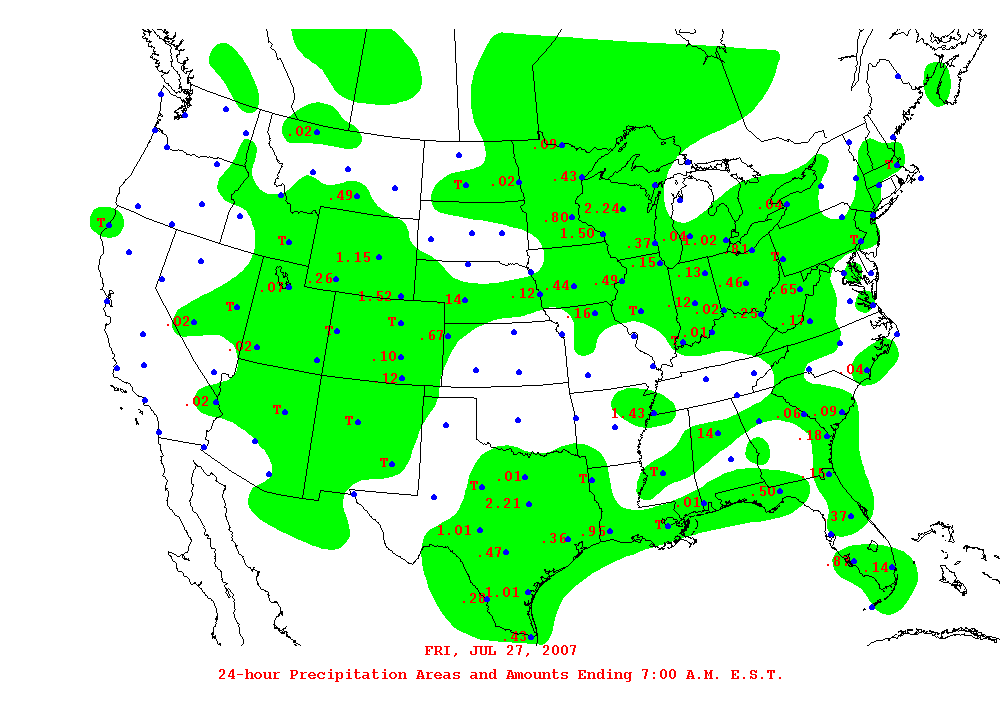 .02
.09
T .02 .43
.49
.80 2.24 .04
T
T 1.50 .37 .04 1.02 .81 T
T
1.15 .15 T
.07 .26 .44 .49 .13 .46 .65
1.52 .14 .12 .12
T .16 T .02 .25
.02 T T .17
.67 T .01
.02 .10
.12 .04
.02 T 1.43 .06 .09
T .14 .18
T .01 T T .15
T .50
2.21 .01
1.01 .36 .95 T .37
.47 .87 .14
1.01
.43
FRI, JUL 27, 2007
24-hour Precipitation Areas and Amounts Ending 7:00 A.M. E.S.T.